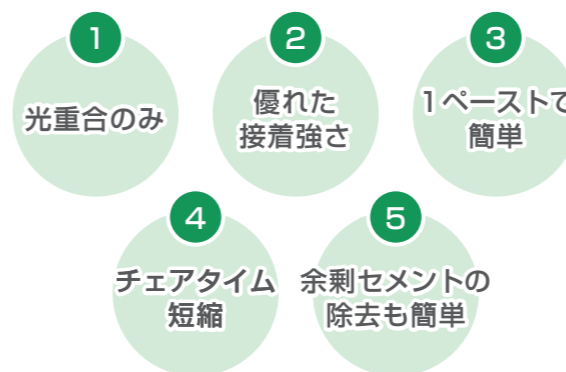 1
光重合のみ
2
優れた
接着強さ
3
1ペーストで
簡単
4
チェアタイム
短縮
5
余剰セメントの
除去も簡単